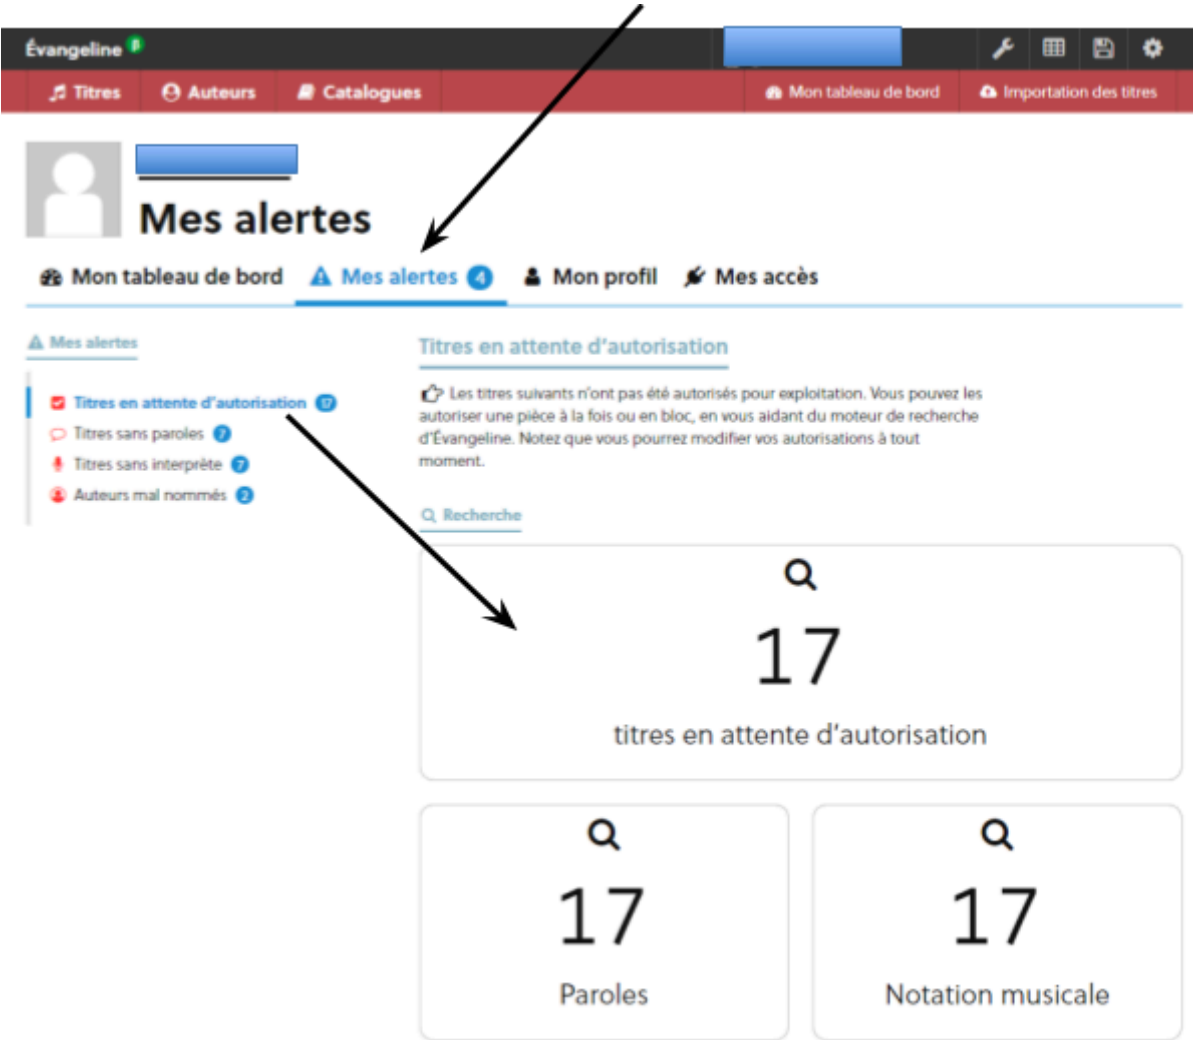 Évangeline β
Titres Auteurs Catalogues Mon tableau de bord Importation des titres
Mes alertes
Mon tableau de bord Mes alertes 4 Mon profil Mes accès
Mes alertes
Titres en attente d'autorisation 17
Titres sans paroles 7
Titres sans interprète 7
Auteurs mal nommés 2
Titres en attente d'autorisation
Les titres suivants n'ont pas été autorisés pour exploitation. Vous pouvez les
autoriser une pièce à la fois ou en bloc, en vous aidant du moteur de recherche
d'Évangeline. Notez que vous pourrez modifier vos autorisations à tout
moment.
Recherche
17
titres en attente d'autorisation
17
Paroles
17
Notation musicale